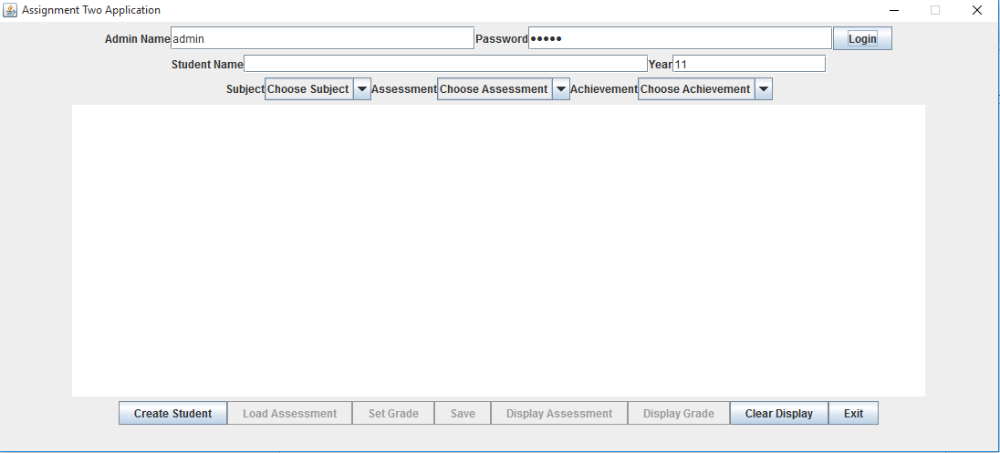 Assignment Two Application
Admin Name admin Password ●●●●● Login
Student Name Year 11
Subject Choose Subject Assessment Choose Assessment Achievement Choose Achievement
Create Student Load Assessment Set Grade Save Display Assessment Display Grade Clear Display Exit